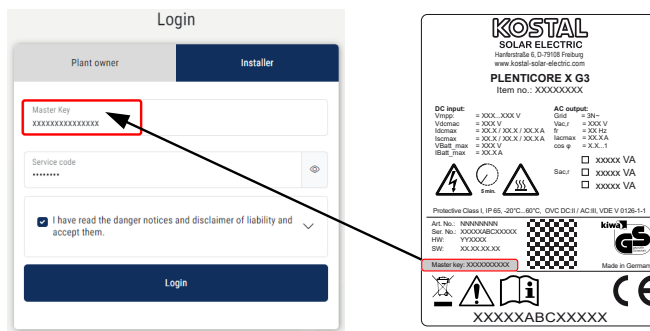 Login
Plant owner
Installer
Master Key
xxxxxxxxxxxxxxx
Service code
••••••••
I have read the danger notices and disclaimer of liability and
accept them.
Login
KOSTAL
SOLAR ELECTRIC
Hanferstraße 6, D-79108 Freiburg
www.kostal-solar-electric.com
PLENTICORE X G3
Item no.: XXXXXXXX
DC input:
Vmpp: = XXX...XXX V
Vdcmax = XXX V
Idcmax = XX.X / XX.X / XX.X A
Iscmax = XX.X / XX.X / XX.X A
VBatt_max = XXX V
IBatt_max = XX.X A
AC output:
Grid = 3N~
Vac,r = XXX V
fr = XX Hz
Iacmax = XX.X A
cos φ = X.X...1
Sac,r
xxxxx VA
xxxxx VA
xxxxx VA
5 min.
Protective Class I, IP 65, -20°C...60°C, OVC DC:II / AC:III, VDE V 0126-1-1
Art. No.: NNNNNNNN
Ser. No.: XXXXXABCXXXXX
HW: YYXXXX
SW: XX.XX.XX.XX
Master key: XXXXXXXXXX
kiwa
GS
Made in German
CE
XXXXXABCXXXXX